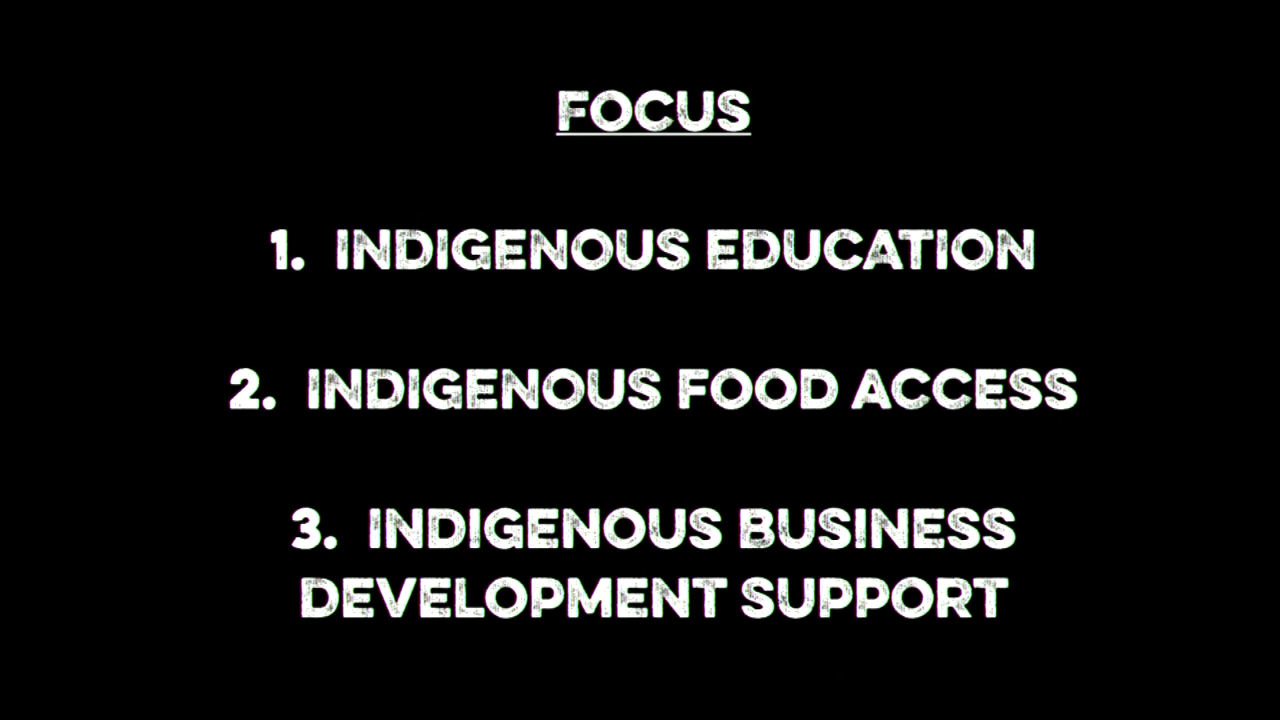 FOCUS
1. INDIGENOUS EDUCATION
2. INDIGENOUS FOOD ACCESS
3. INDIGENOUS BUSINESS
DEVELOPMENT SUPPORT